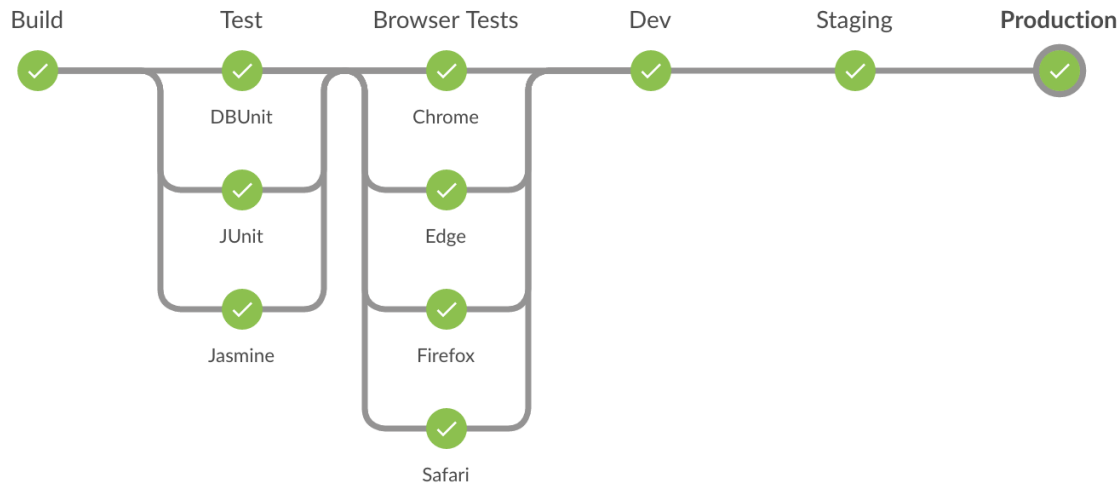 Build
Test
Browser Tests
Dev
Staging
Production
DBUnit
Chrome
JUnit
Edge
Jasmine
Firefox
Safari